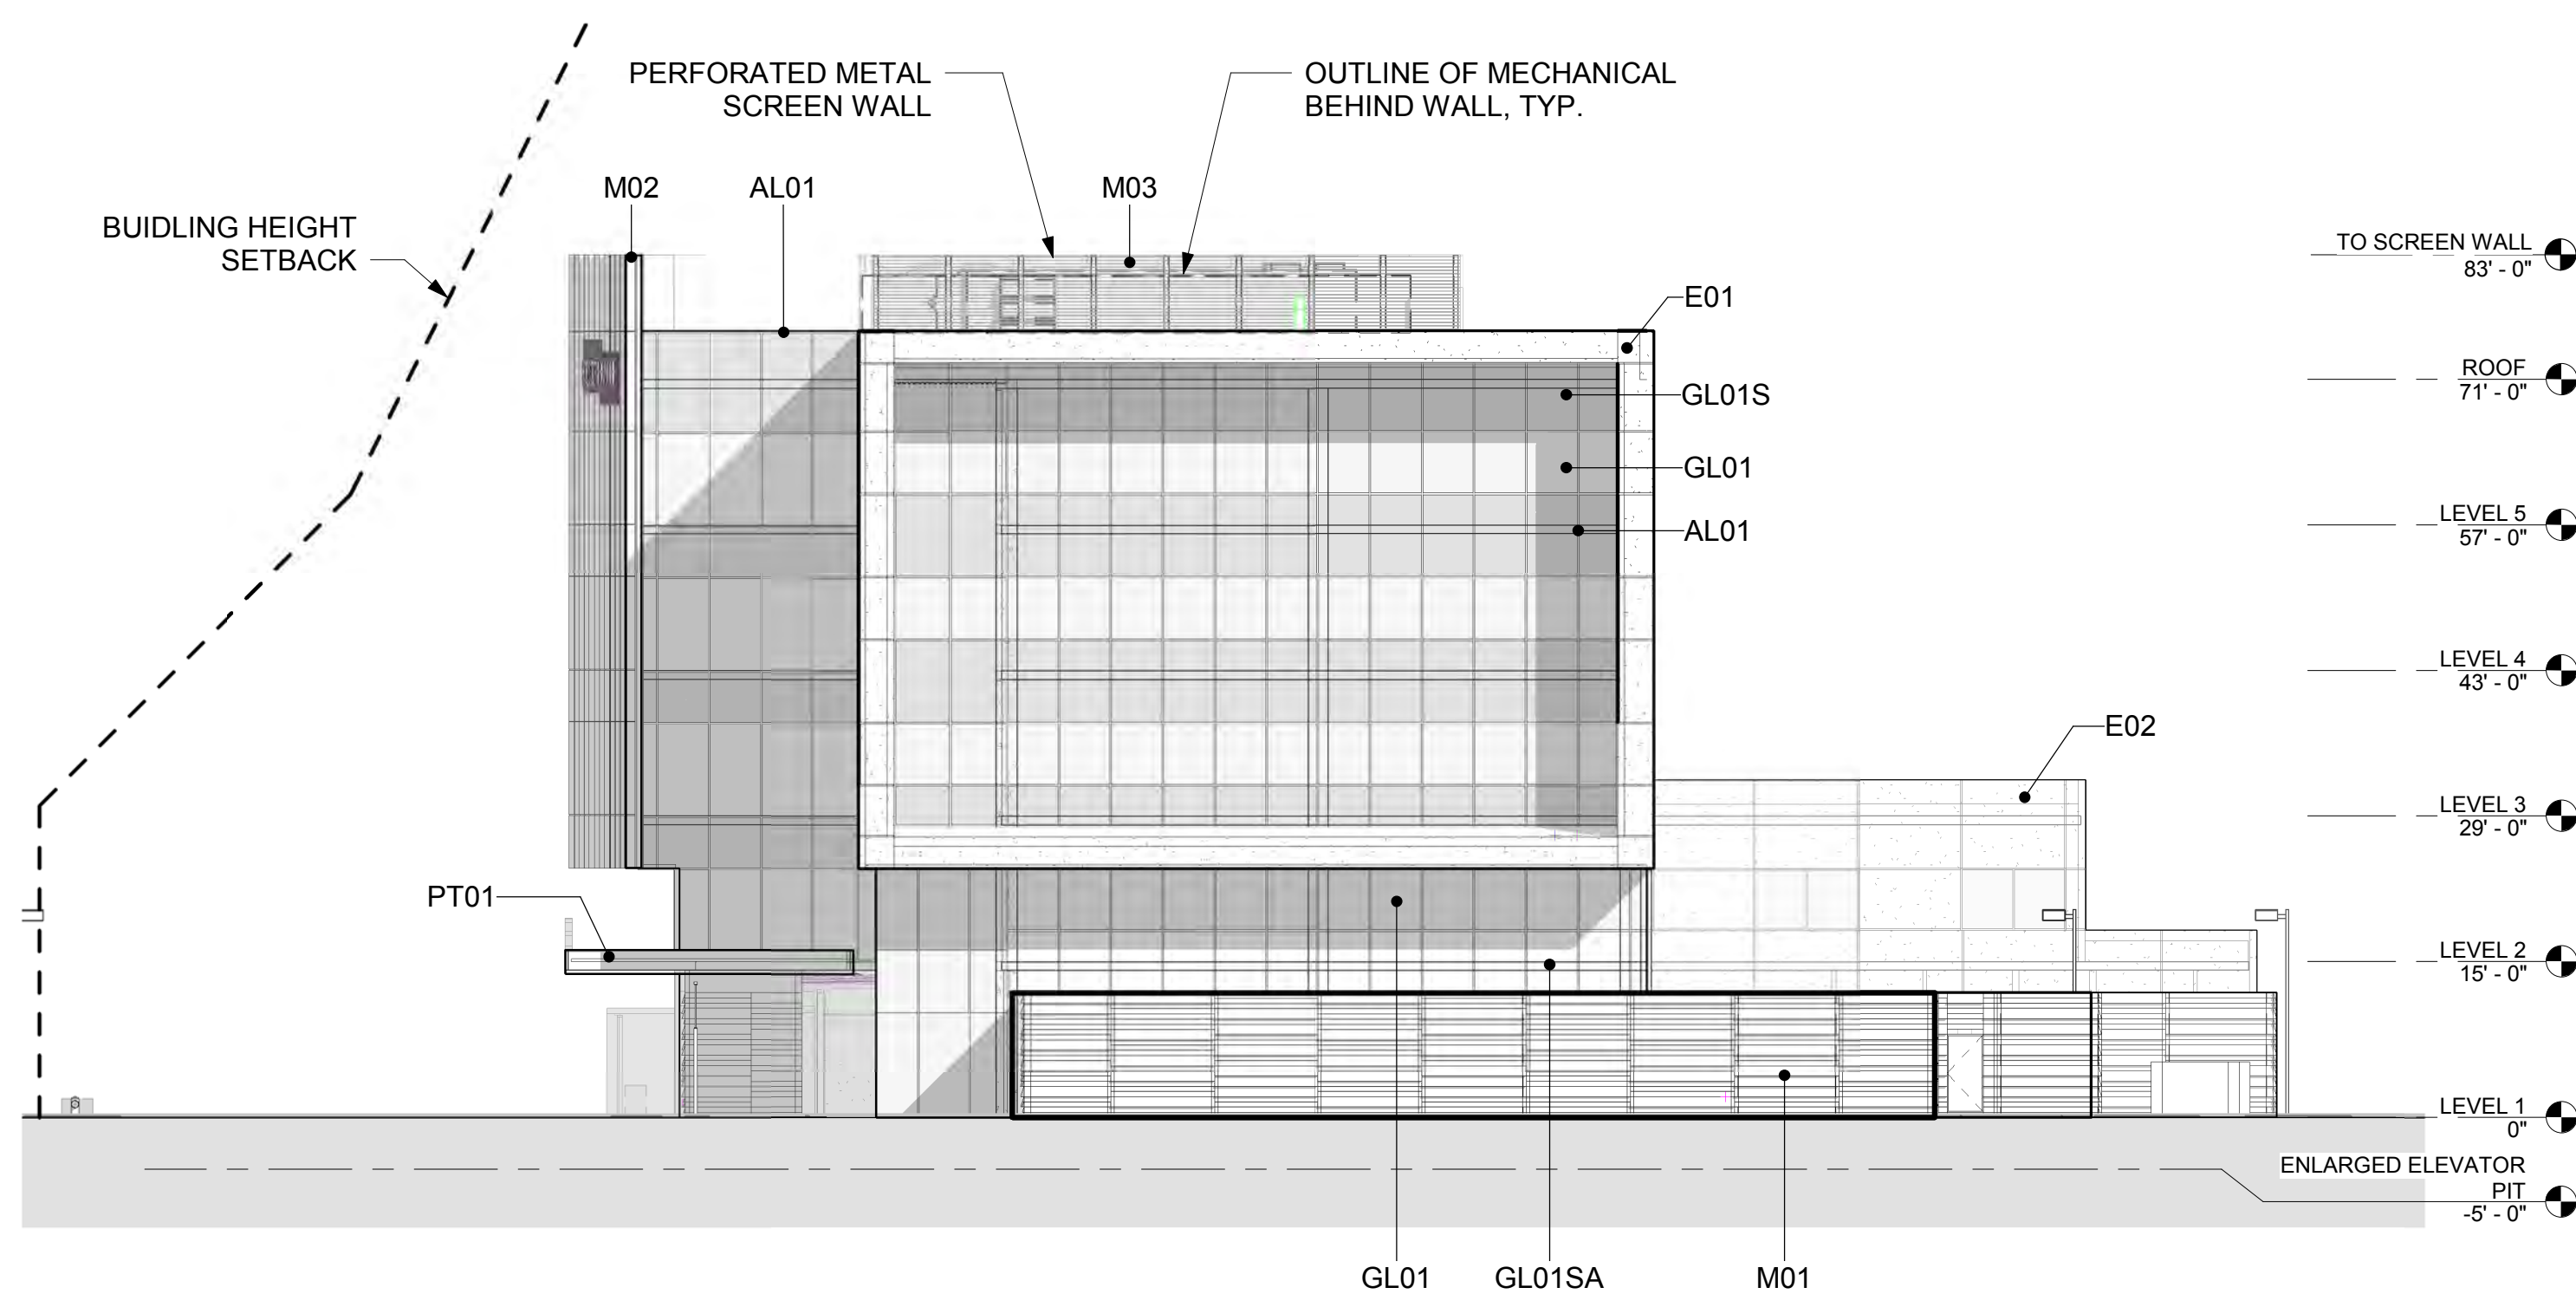 PERFORATED METAL
SCREEN WALL
OUTLINE OF MECHANICAL
BEHIND WALL, TYP.
M02
AL01
M03
BUIDLING HEIGHT
SETBACK
TO SCREEN WALL
83' - 0"
E01
ROOF
71' - 0"
GL01S
GL01
LEVEL 5
57' - 0"
AL01
LEVEL 4
43' - 0"
E02
LEVEL 3
29' - 0"
PT01
LEVEL 2
15' - 0"
LEVEL 1
0"
ENLARGED ELEVATOR
PIT
-5' - 0"
GL01
GL01SA
M01